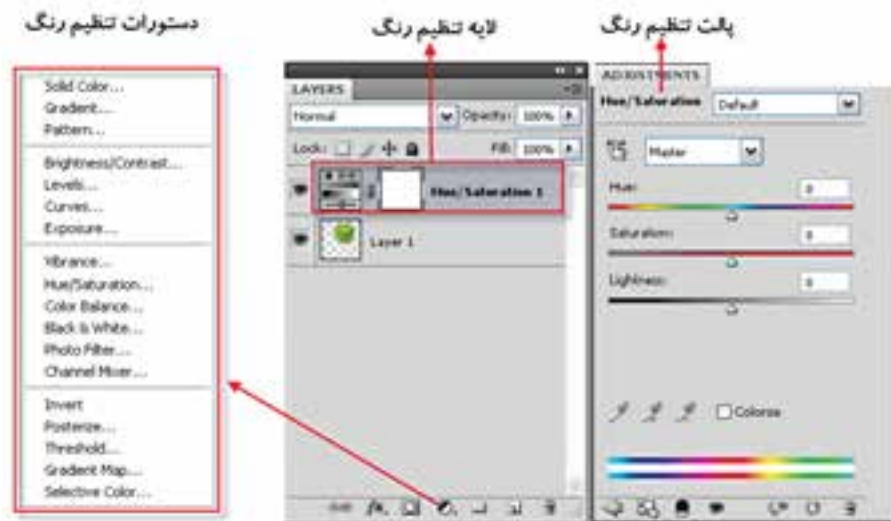 دستورات تنظیم رنگ
لایه تنظیم رنگ
پالت تنظیم رنگ
Solid Color...
Gradient...
Pattern...
Brightness/Contrast...
Levels...
Curves...
Exposure...
Vibrance...
Hue/Saturation...
Color Balance...
Black & White...
Photo Filter...
Channel Mixer...
Invert
Posterize...
Threshold...
Gradient Map...
Selective Color...
LAYERS
Normal
Opacity: 100%
Lock:
Fill: 100%
Hue/Saturation 1
Layer 1
ADJUSTMENTS
Hue/Saturation Default
Master
Hue: 0
Saturation: 0
Lightness: 0
Colorize
fx.